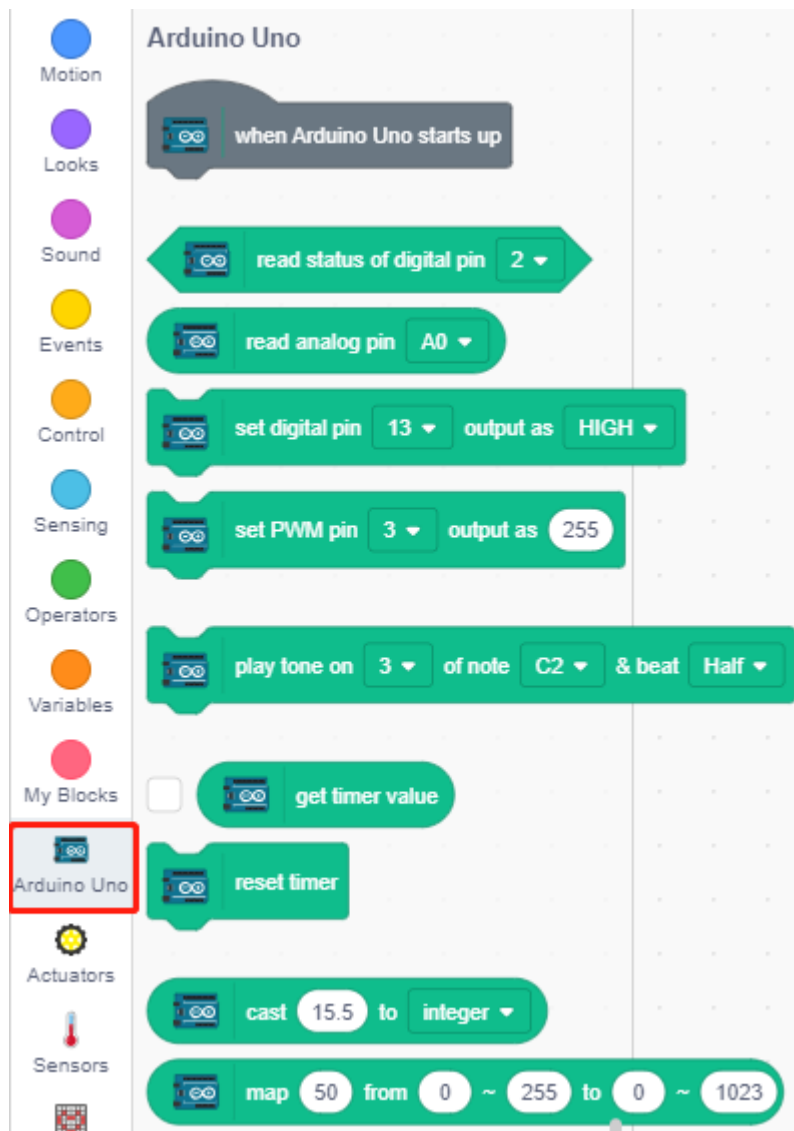 Motion
Looks
Sound
Events
Control
Sensing
Operators
Variables
My Blocks
Arduino Uno
Actuators
Sensors
Arduino Uno
when Arduino Uno starts up
read status of digital pin 2
read analog pin A0
set digital pin 13 output as HIGH
set PWM pin 3 output as 255
play tone on 3 of note C2 & beat Half
get timer value
reset timer
cast 15.5 to integer
map 50 from 0 ~ 255 to 0 ~ 1023